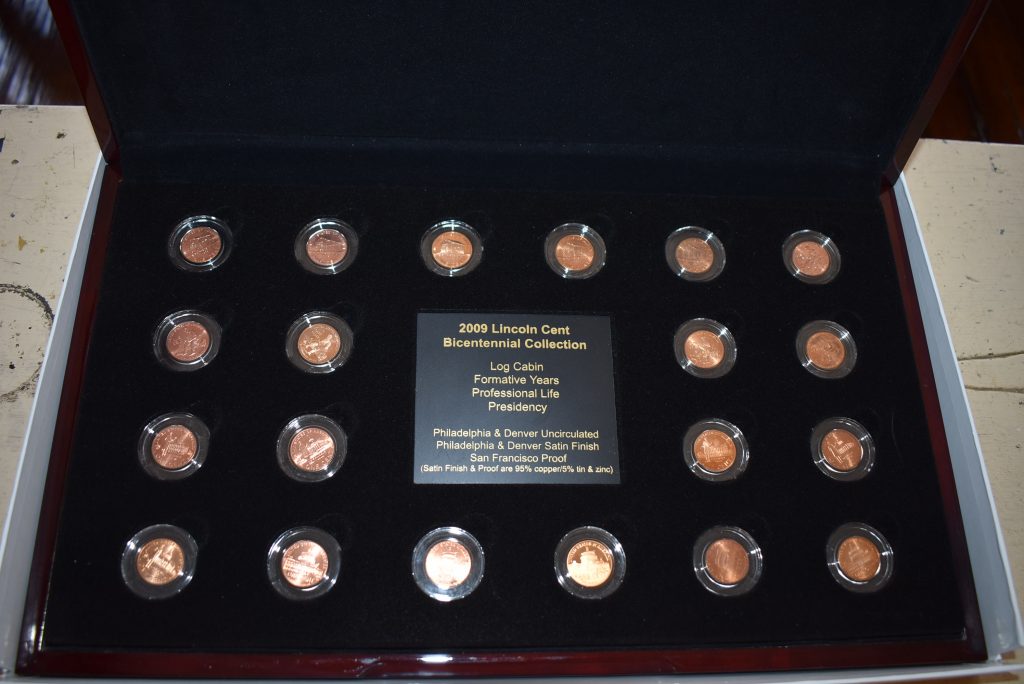 2009 Lincoln Cent
Bicentennial Collection
Log Cabin
Formative Years
Professional Life
Presidency
Philadelphia & Denver Uncirculated
Philadelphia & Denver Satin Finish
San Francisco Proof
(Satin Finish & Proof are 95% copper/5% tin & zinc)